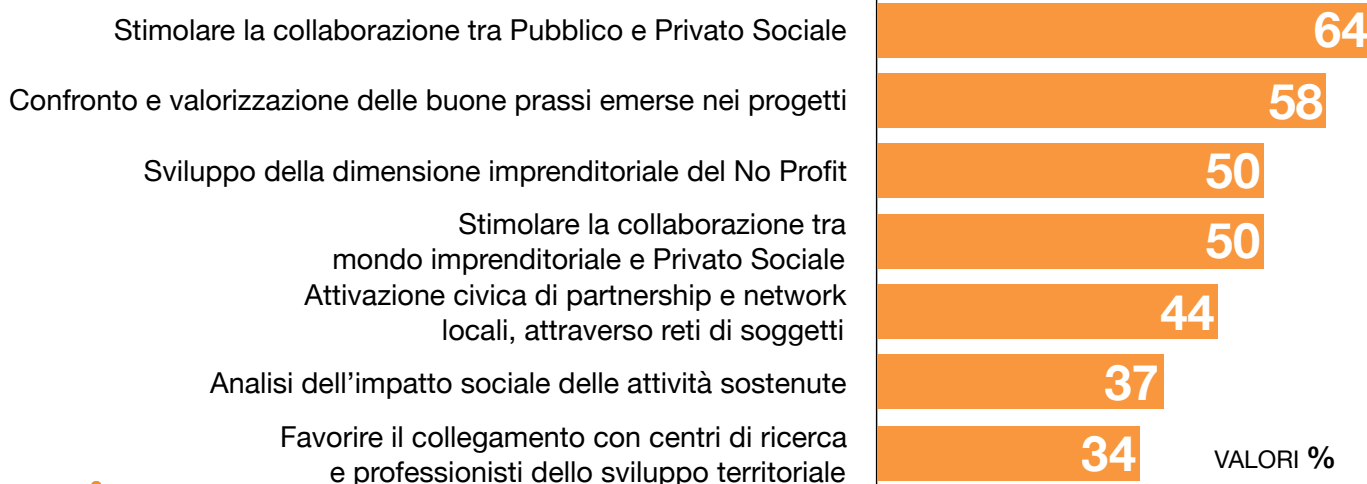 Stimolare la collaborazione tra Pubblico e Privato Sociale 64
Confronto e valorizzazione delle buone prassi emerse nei progetti 58
Sviluppo della dimensione imprenditoriale del No Profit 50
Stimolare la collaborazione tra
mondo imprenditoriale e Privato Sociale 50
Attivazione civica di partnership e network
locali, attraverso reti di soggetti 44
Analisi dell’impatto sociale delle attività sostenute 37
Favorire il collegamento con centri di ricerca
e professionisti dello sviluppo territoriale 34
VALORI %